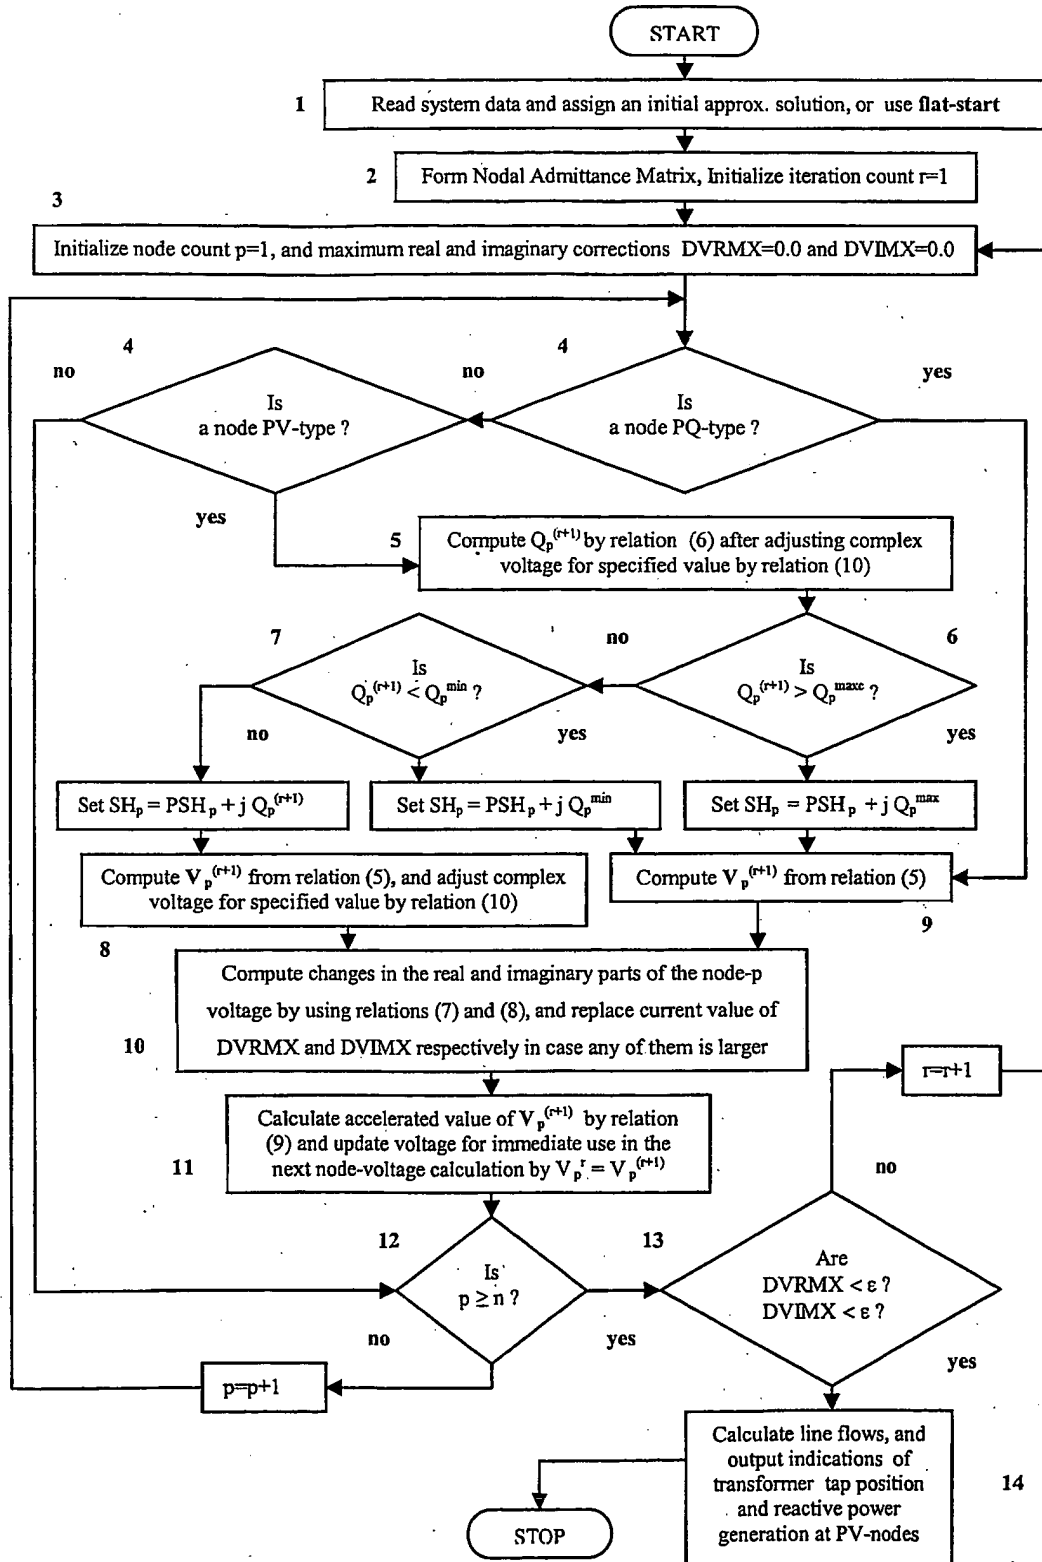 START
1
Read system data and assign an initial approx. solution, or use flat-start
2
Form Nodal Admittance Matrix, Initialize iteration count r=1
3
Initialize node count p=1, and maximum real and imaginary corrections DVRMX=0.0 and DVIMX=0.0
no
4
no
4
yes
Is
a node PV-type ?
Is
a node PQ-type ?
yes
5
Compute Qp^(r+1) by relation (6) after adjusting complex
voltage for specified value by relation (10)
7
no
6
Is
Qp^(r+1) < Qp^min ?
Is
Qp^(r+1) > Qp^maxc ?
no
yes
yes
Set SHp = PSHp + j Qp^(r+1)
Set SHp = PSHp + j Qp^min
Set SHp = PSHp + j Qp^max
Compute Vp^(r+1) from relation (5), and adjust complex
voltage for specified value by relation (10)
Compute Vp^(r+1) from relation (5)
8
9
Compute changes in the real and imaginary parts of the node-p
voltage by using relations (7) and (8), and replace current value of
DVRMX and DVIMX respectively in case any of them is larger
10
r=r+1
Calculate accelerated value of Vp^(r+1) by relation
(9) and update voltage for immediate use in the
next node-voltage calculation by Vp^r = Vp^(r+1)
11
no
12
13
Is
p ≥ n ?
Are
DVRMX < ε ?
DVIMX < ε ?
no
yes
yes
p=p+1
Calculate line flows, and
output indications of
transformer tap position
and reactive power
generation at PV-nodes
14
STOP